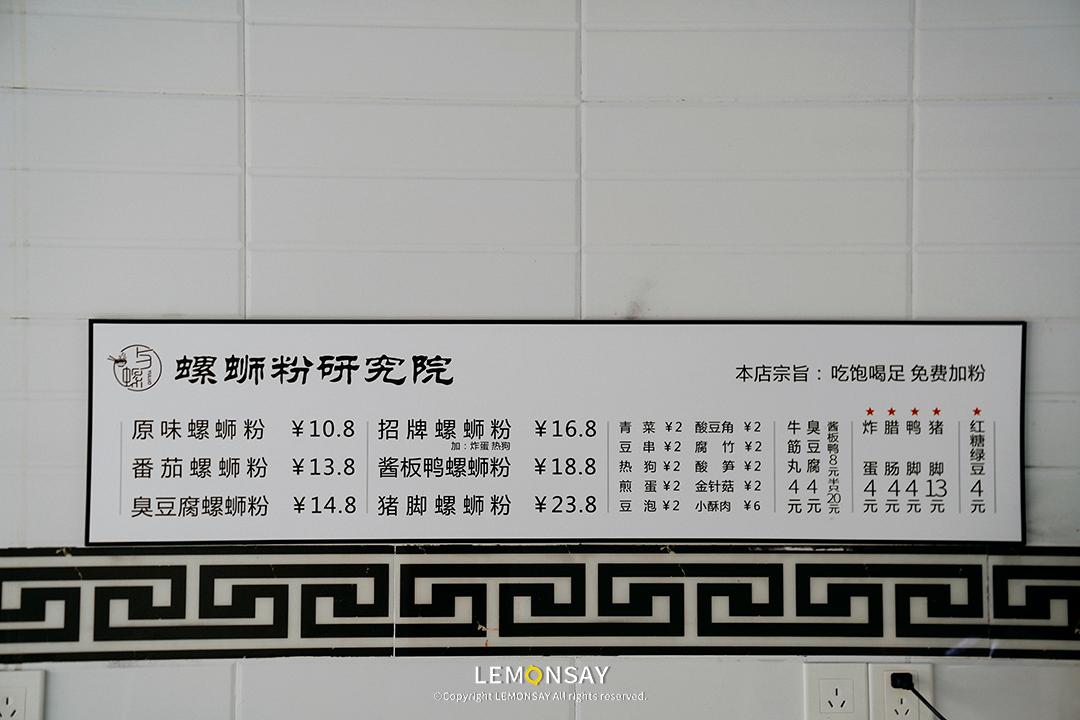 螺蛳粉研究院
本店宗旨：吃饱喝足 免费加粉
原味螺蛳粉 ¥10.8
番茄螺蛳粉 ¥13.8
臭豆腐螺蛳粉 ¥14.8
招牌螺蛳粉 ¥16.8
加：炸蛋 热狗
酱板鸭螺蛳粉 ¥18.8
猪脚螺蛳粉 ¥23.8
青菜 ¥2
豆串 ¥2
热狗 ¥2
煎蛋 ¥2
豆泡 ¥2
酸豆角 ¥2
腐竹 ¥2
酸笋 ¥2
金针菇 ¥2
小酥肉 ¥6
牛筋丸4元
臭豆腐4元
酱板鸭8元半只20元
炸蛋4元
腊肠4元
鸭脚4元
猪脚13元
红糖绿豆4元
LEMONSAY
©Copyright LEMONSAY All rights reserved.